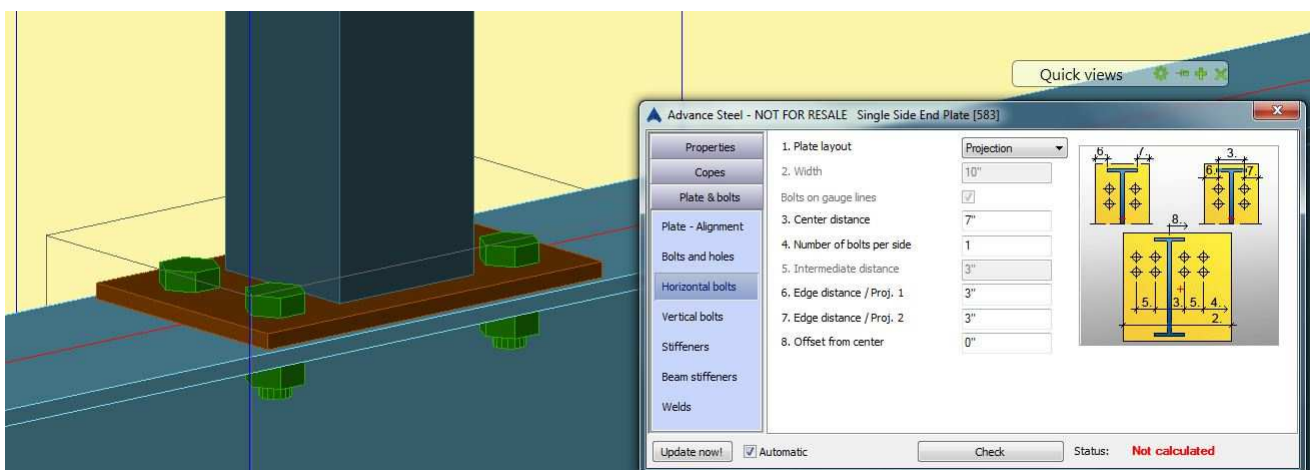 Quick views
Advance Steel - NOT FOR RESALE Single Side End Plate [583]
Properties
Copes
Plate & bolts
Plate - Alignment
Bolts and holes
Horizontal bolts
Vertical bolts
Stiffeners
Beam stiffeners
Welds
1. Plate layout Projection
2. Width 10"
Bolts on gauge lines
3. Center distance 7"
4. Number of bolts per side 1
5. Intermediate distance 3"
6. Edge distance / Proj. 1 3"
7. Edge distance / Proj. 2 3"
8. Offset from center 0"
6. 7. 3.
6. 7.
8.
5. 3. 5. 4.
2.
Update now! Automatic Check Status: Not calculated